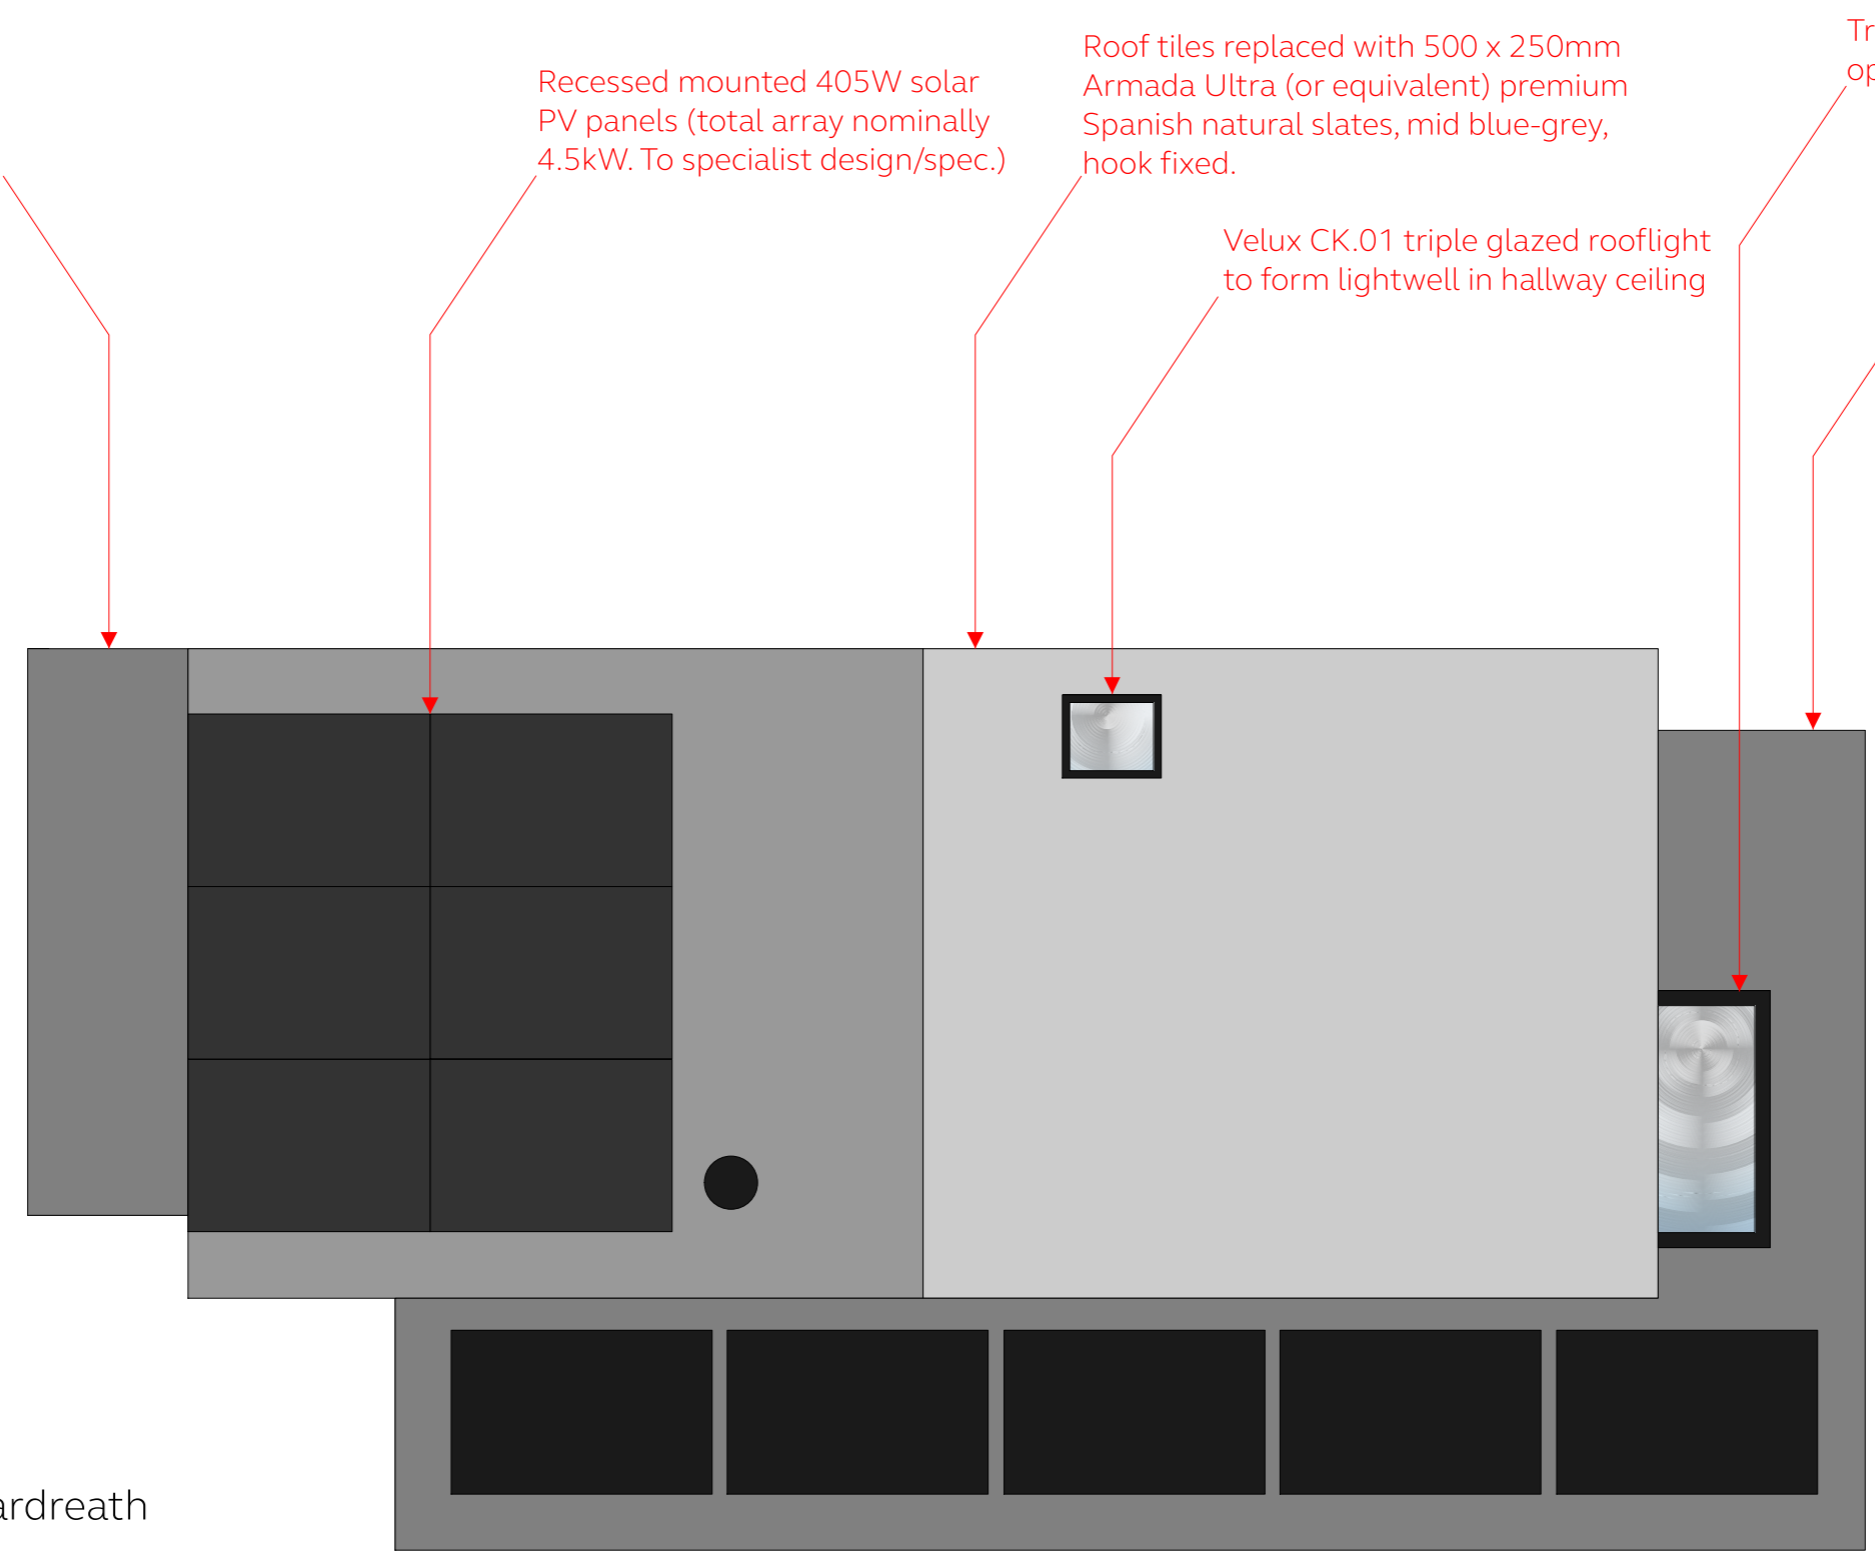 Recessed mounted 405W solar
PV panels (total array nominally
4.5kW. To specialist design/spec.)
Roof tiles replaced with 500 x 250mm
Armada Ultra (or equivalent) premium
Spanish natural slates, mid blue-grey,
hook fixed.
Velux CK.01 triple glazed rooflight
to form lightwell in hallway ceiling